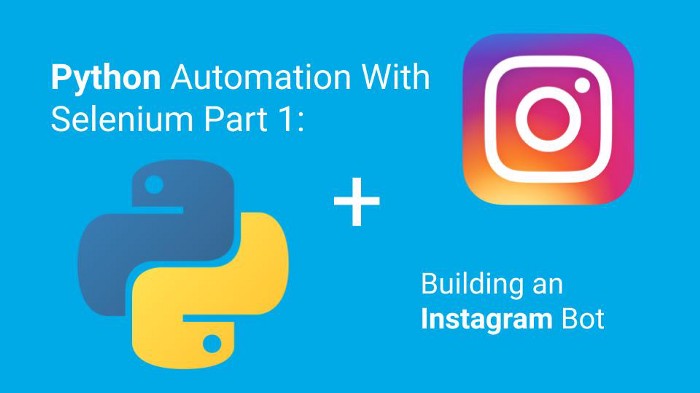 Python Automation With
Selenium Part 1:
+
Building an
Instagram Bot